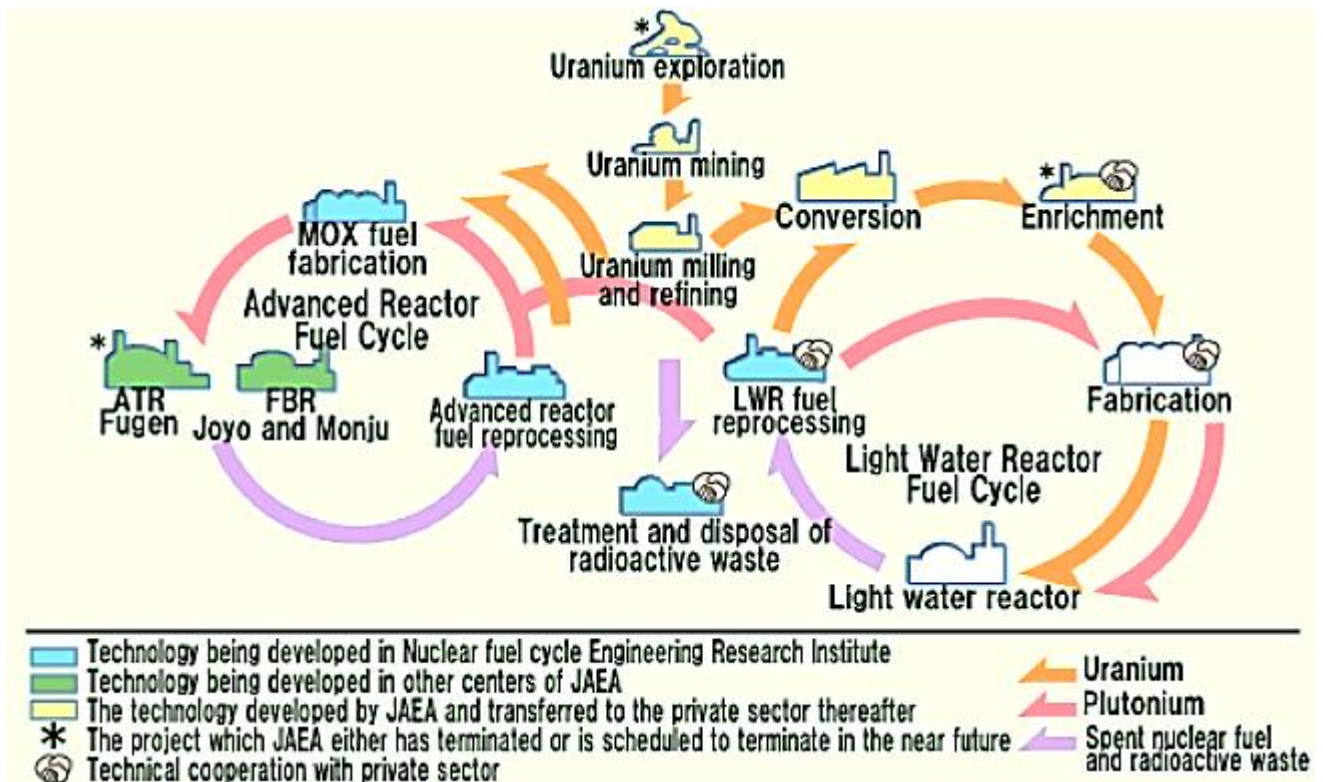 *
Uranium exploration
Uranium mining
Uranium milling
and refining
Conversion
*
Enrichment
MOX fuel
fabrication
Advanced Reactor
Fuel Cycle
*
ATR
Fugen
FBR
Joyo and Monju
Advanced reactor
fuel reprocessing
LWR fuel
reprocessing
Fabrication
Light Water Reactor
Fuel Cycle
Treatment and disposal of
radioactive waste
Light water reactor
Technology being developed in Nuclear fuel cycle Engineering Research Institute
Technology being developed in other centers of JAEA
The technology developed by JAEA and transferred to the private sector thereafter
* The project which JAEA either has terminated or is scheduled to terminate in the near future
Technical cooperation with private sector
Uranium
Plutonium
Spent nuclear fuel
and radioactive waste